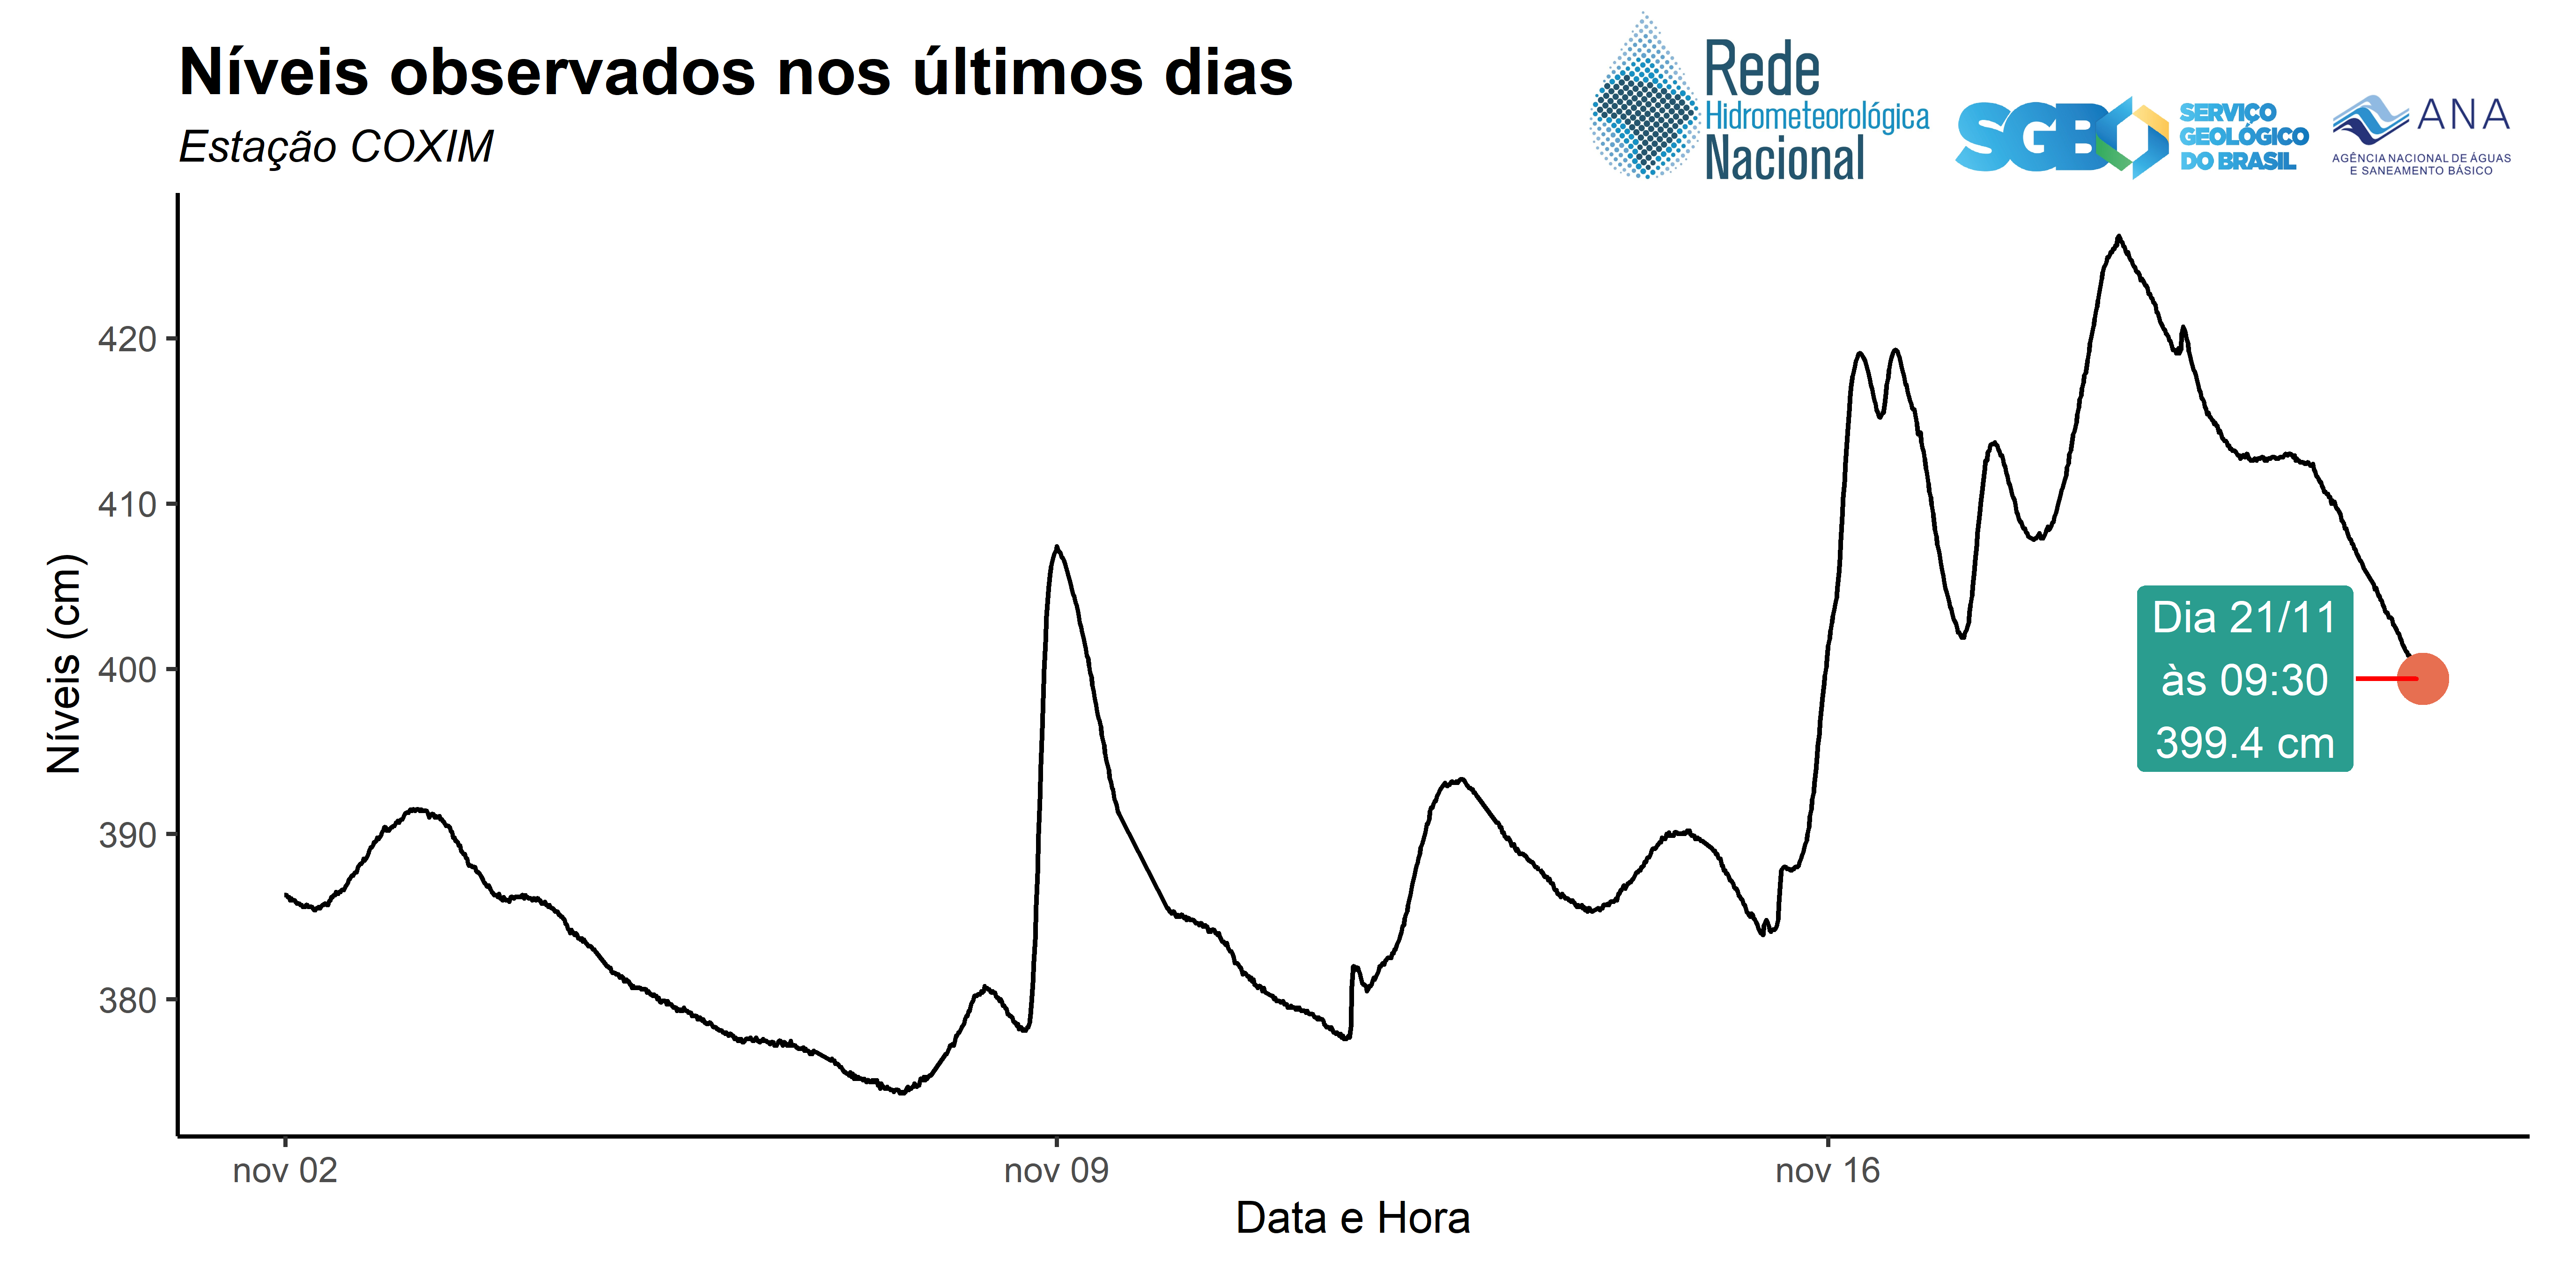 Níveis observados nos últimos dias
Estação COXIM
Rede
Hidrometeorológica
Nacional
SGB
SERVIÇO
GEOLÓGICO
DO BRASIL
ANA
AGÊNCIA NACIONAL DE ÁGUAS
E SANEAMENTO BÁSICO
Níveis (cm)
420
410
400
390
380
Dia 21/11
às 09:30
399.4 cm
nov 02
nov 09
nov 16
Data e Hora